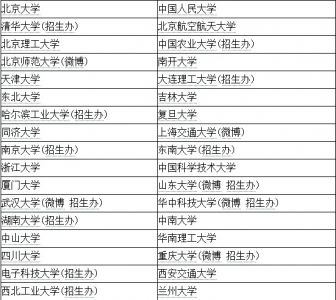 北京大学 中国人民大学
清华大学(招生办) 北京航空航天大学
北京理工大学 中国农业大学(招生办)
北京师范大学(微博) 南开大学
天津大学 大连理工大学(招生办)
东北大学 吉林大学
哈尔滨工业大学(招生办) 复旦大学
同济大学 上海交通大学(微博)
南京大学(招生办) 东南大学(招生办)
浙江大学 中国科学技术大学
厦门大学 山东大学(微博 招生办)
武汉大学(微博 招生办) 华中科技大学(微博 招生办)
湖南大学(招生办) 中南大学
中山大学 华南理工大学
四川大学 重庆大学(微博 招生办)
电子科技大学(招生办) 西安交通大学
西北工业大学(招生办) 兰州大学